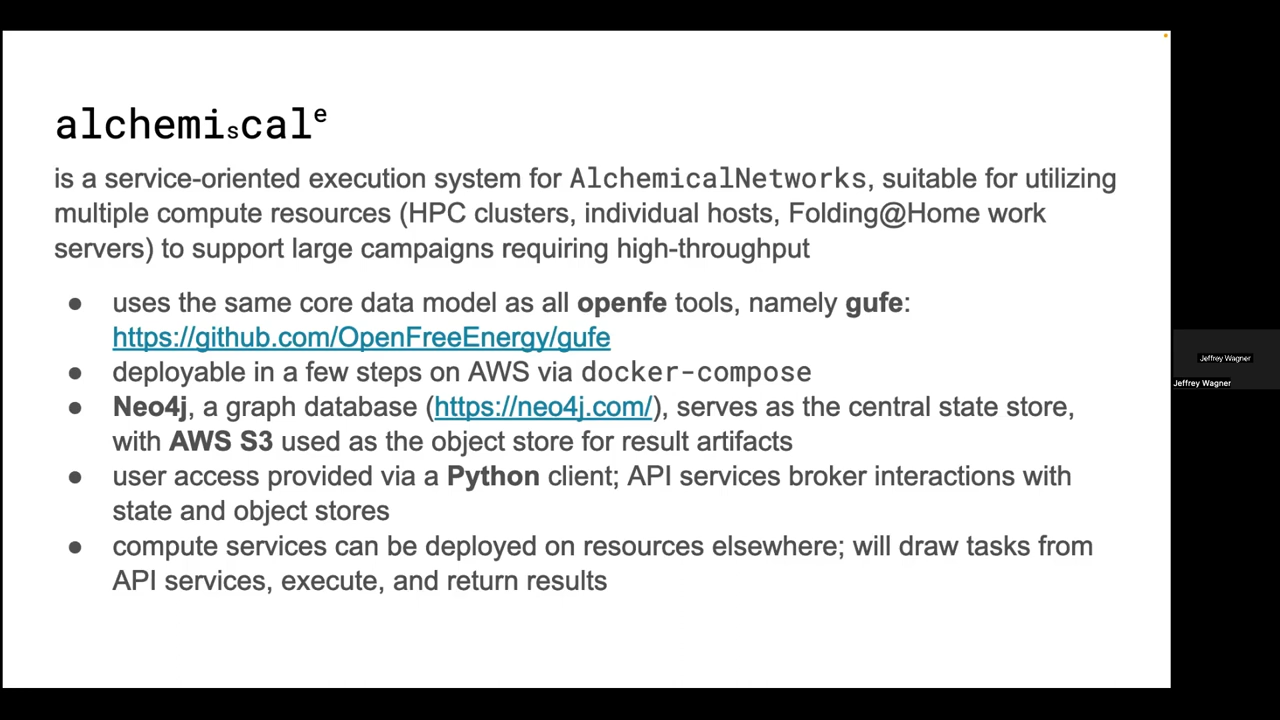 alchemiscale
is a service-oriented execution system for AlchemicalNetworks, suitable for utilizing
multiple compute resources (HPC clusters, individual hosts, Folding@Home work
servers) to support large campaigns requiring high-throughput
● uses the same core data model as all openfe tools, namely gufe:
https://github.com/OpenFreeEnergy/gufe
● deployable in a few steps on AWS via docker-compose
● Neo4j, a graph database (https://neo4j.com/), serves as the central state store,
with AWS S3 used as the object store for result artifacts
● user access provided via a Python client; API services broker interactions with
state and object stores
● compute services can be deployed on resources elsewhere; will draw tasks from
API services, execute, and return results
Jeffrey Wagner
Jeffrey Wagner